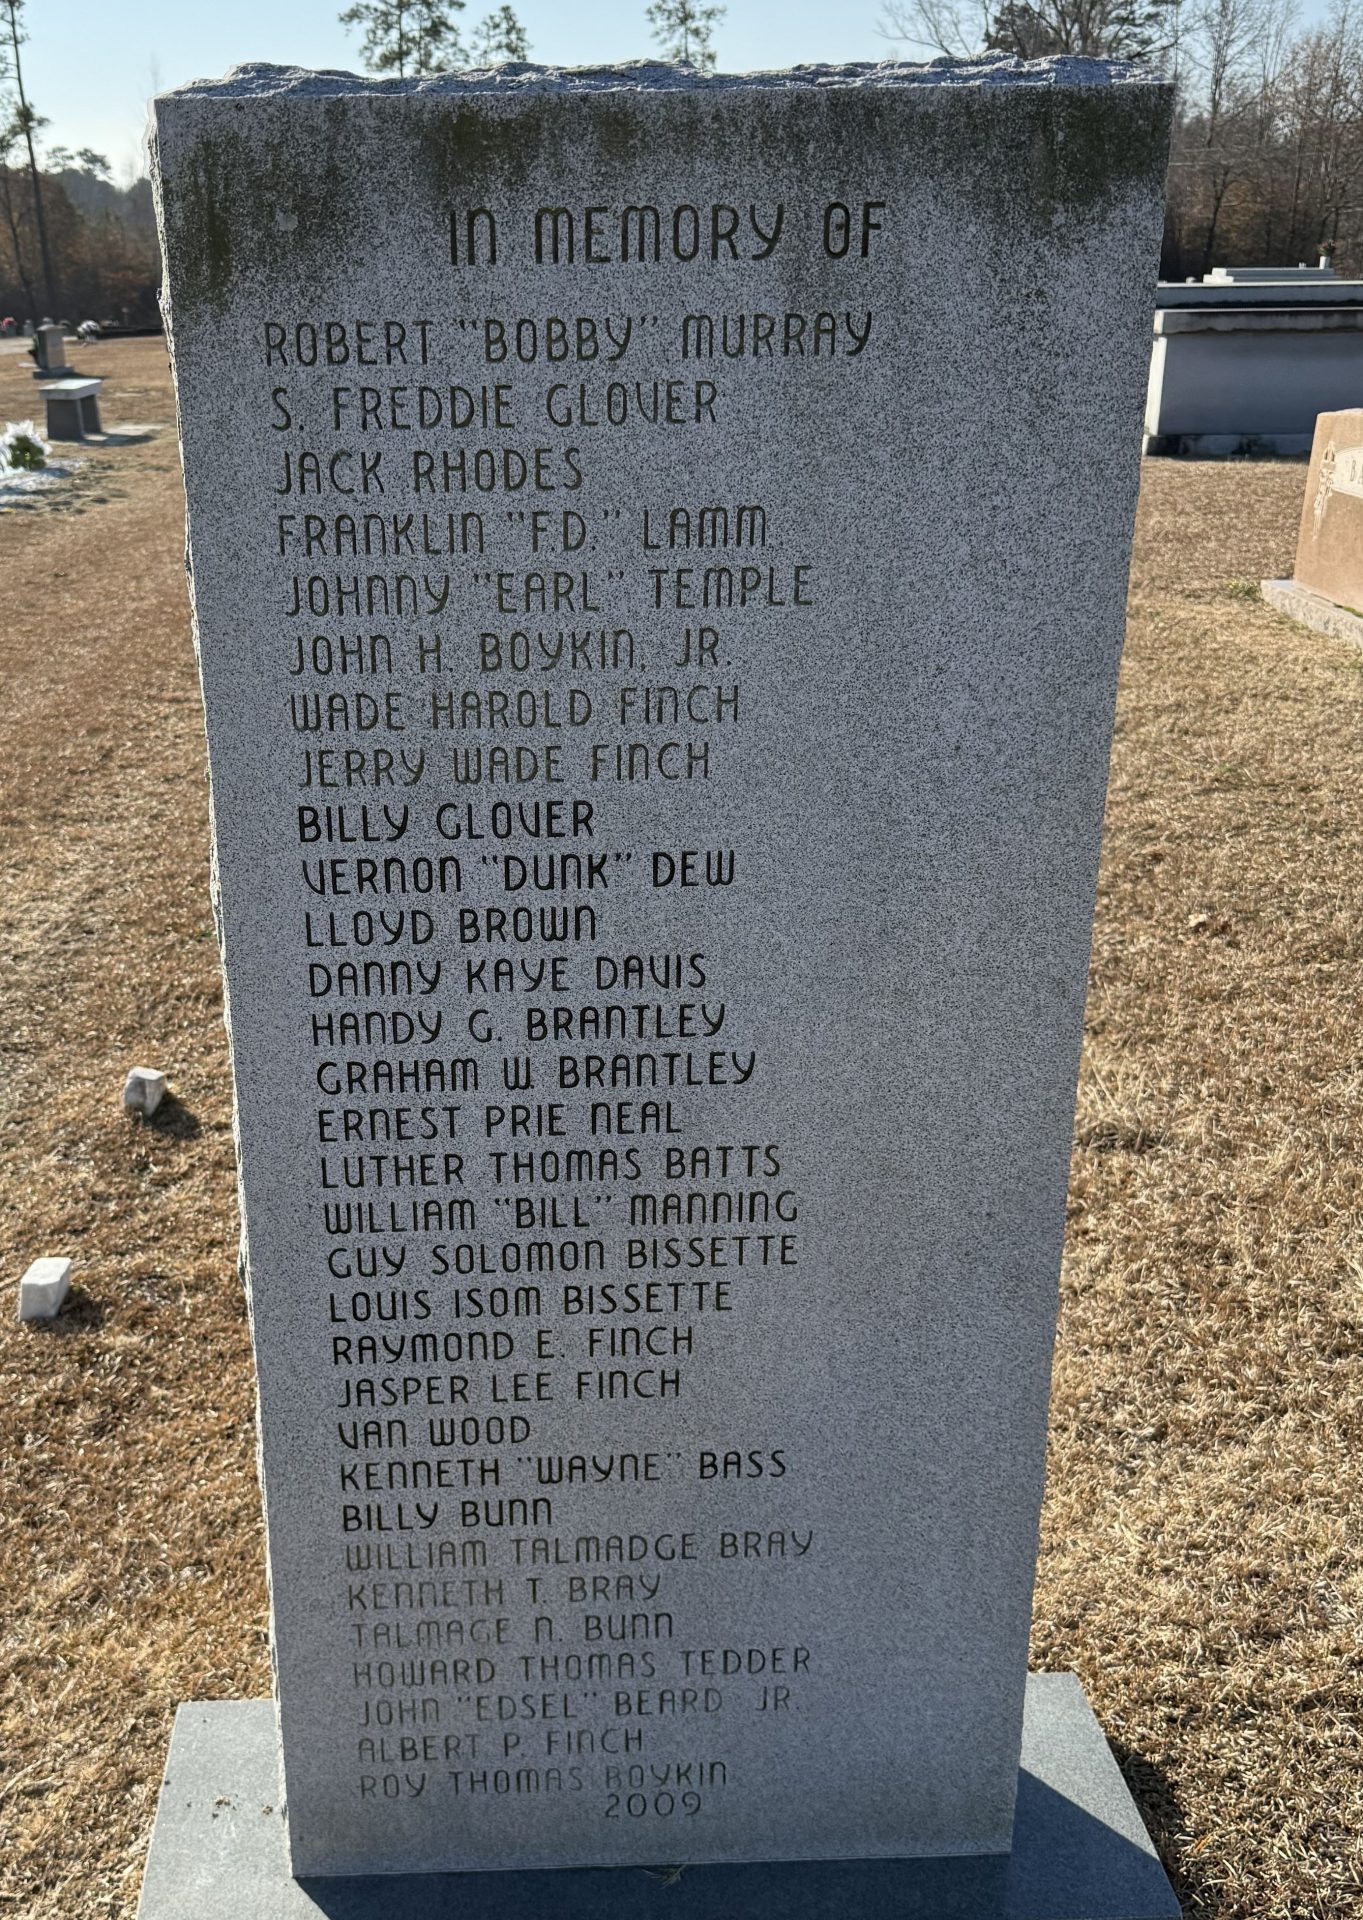 IN MEMORY OF
ROBERT "BOBBY" MURRAY
S. FREDDIE GLOVER
JACK RHODES
FRANKLIN "F.D." LAMM
JOHNNY "EARL" TEMPLE
JOHN H. BOYKIN, JR.
WADE HAROLD FINCH
JERRY WADE FINCH
BILLY GLOVER
VERNON "DUNK" DEW
LLOYD BROWN
DANNY KAYE DAVIS
HANDY G. BRANTLEY
GRAHAM W. BRANTLEY
ERNEST PRIE NEAL
LUTHER THOMAS BATTS
WILLIAM "BILL" MANNING
GUY SOLOMON BISSETTE
LOUIS ISOM BISSETTE
RAYMOND E. FINCH
JASPER LEE FINCH
VAN WOOD
KENNETH "WAYNE" BASS
BILLY BUNN
WILLIAM TALMADGE BRAY
KENNETH T. BRAY
TALMAGE N. BUNN
HOWARD THOMAS TEDDER
JOHN "EDSEL" BEARD JR.
ALBERT P. FINCH
ROY THOMAS BOYKIN
2009